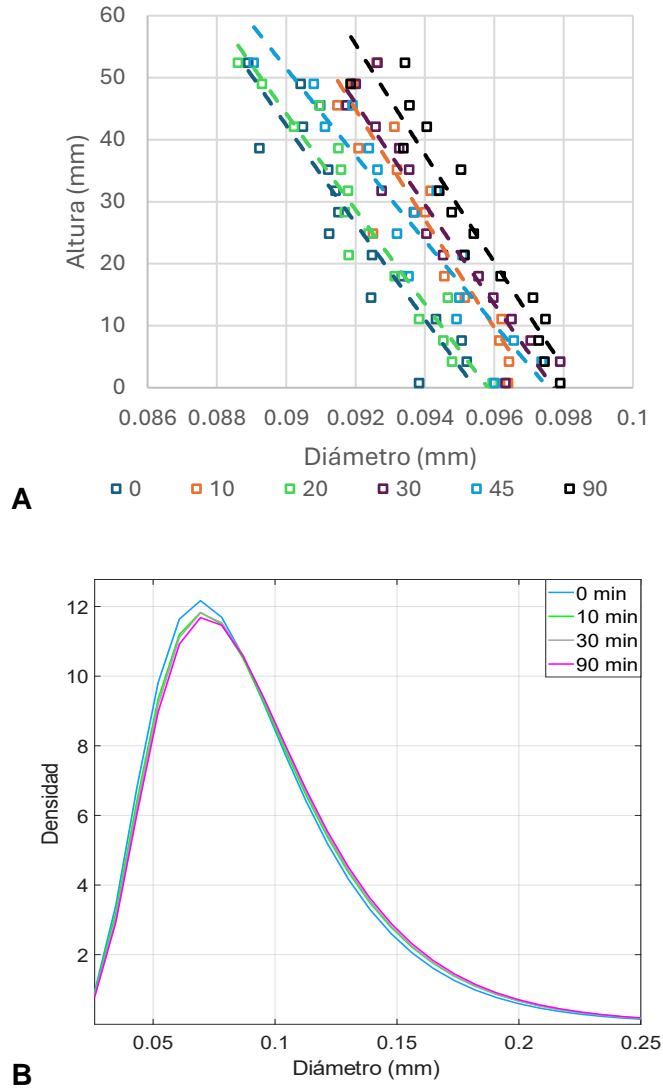 60
50
40
30
20
10
0
Altura (mm)
0.086 0.088 0.09 0.092 0.094 0.096 0.098 0.1
Diámetro (mm)
0 10 20 30 45 90
A
12
10
8
6
4
2
Densidad
0 min
10 min
30 min
90 min
0.05 0.1 0.15 0.2 0.25
Diámetro (mm)
B